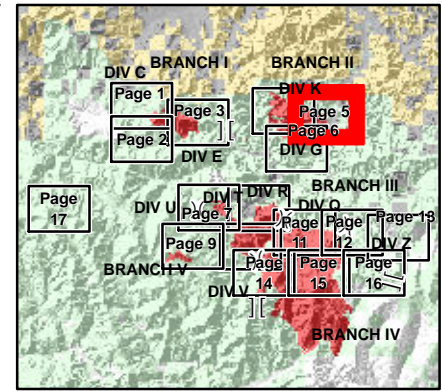 BRANCH I
BRANCH II
DIV C
DIV K
Page 1
Page 3
Page 5
Page 6
Page 2
DIV E
DIV G
Page
17
DIV U
DIV R
BRANCH III
DIV O
Page 7
Page
11
Page
12
Page 13
Page 9
DIV Z
BRANCH V
Page
14
Page
15
Page
16
DIV V
BRANCH IV